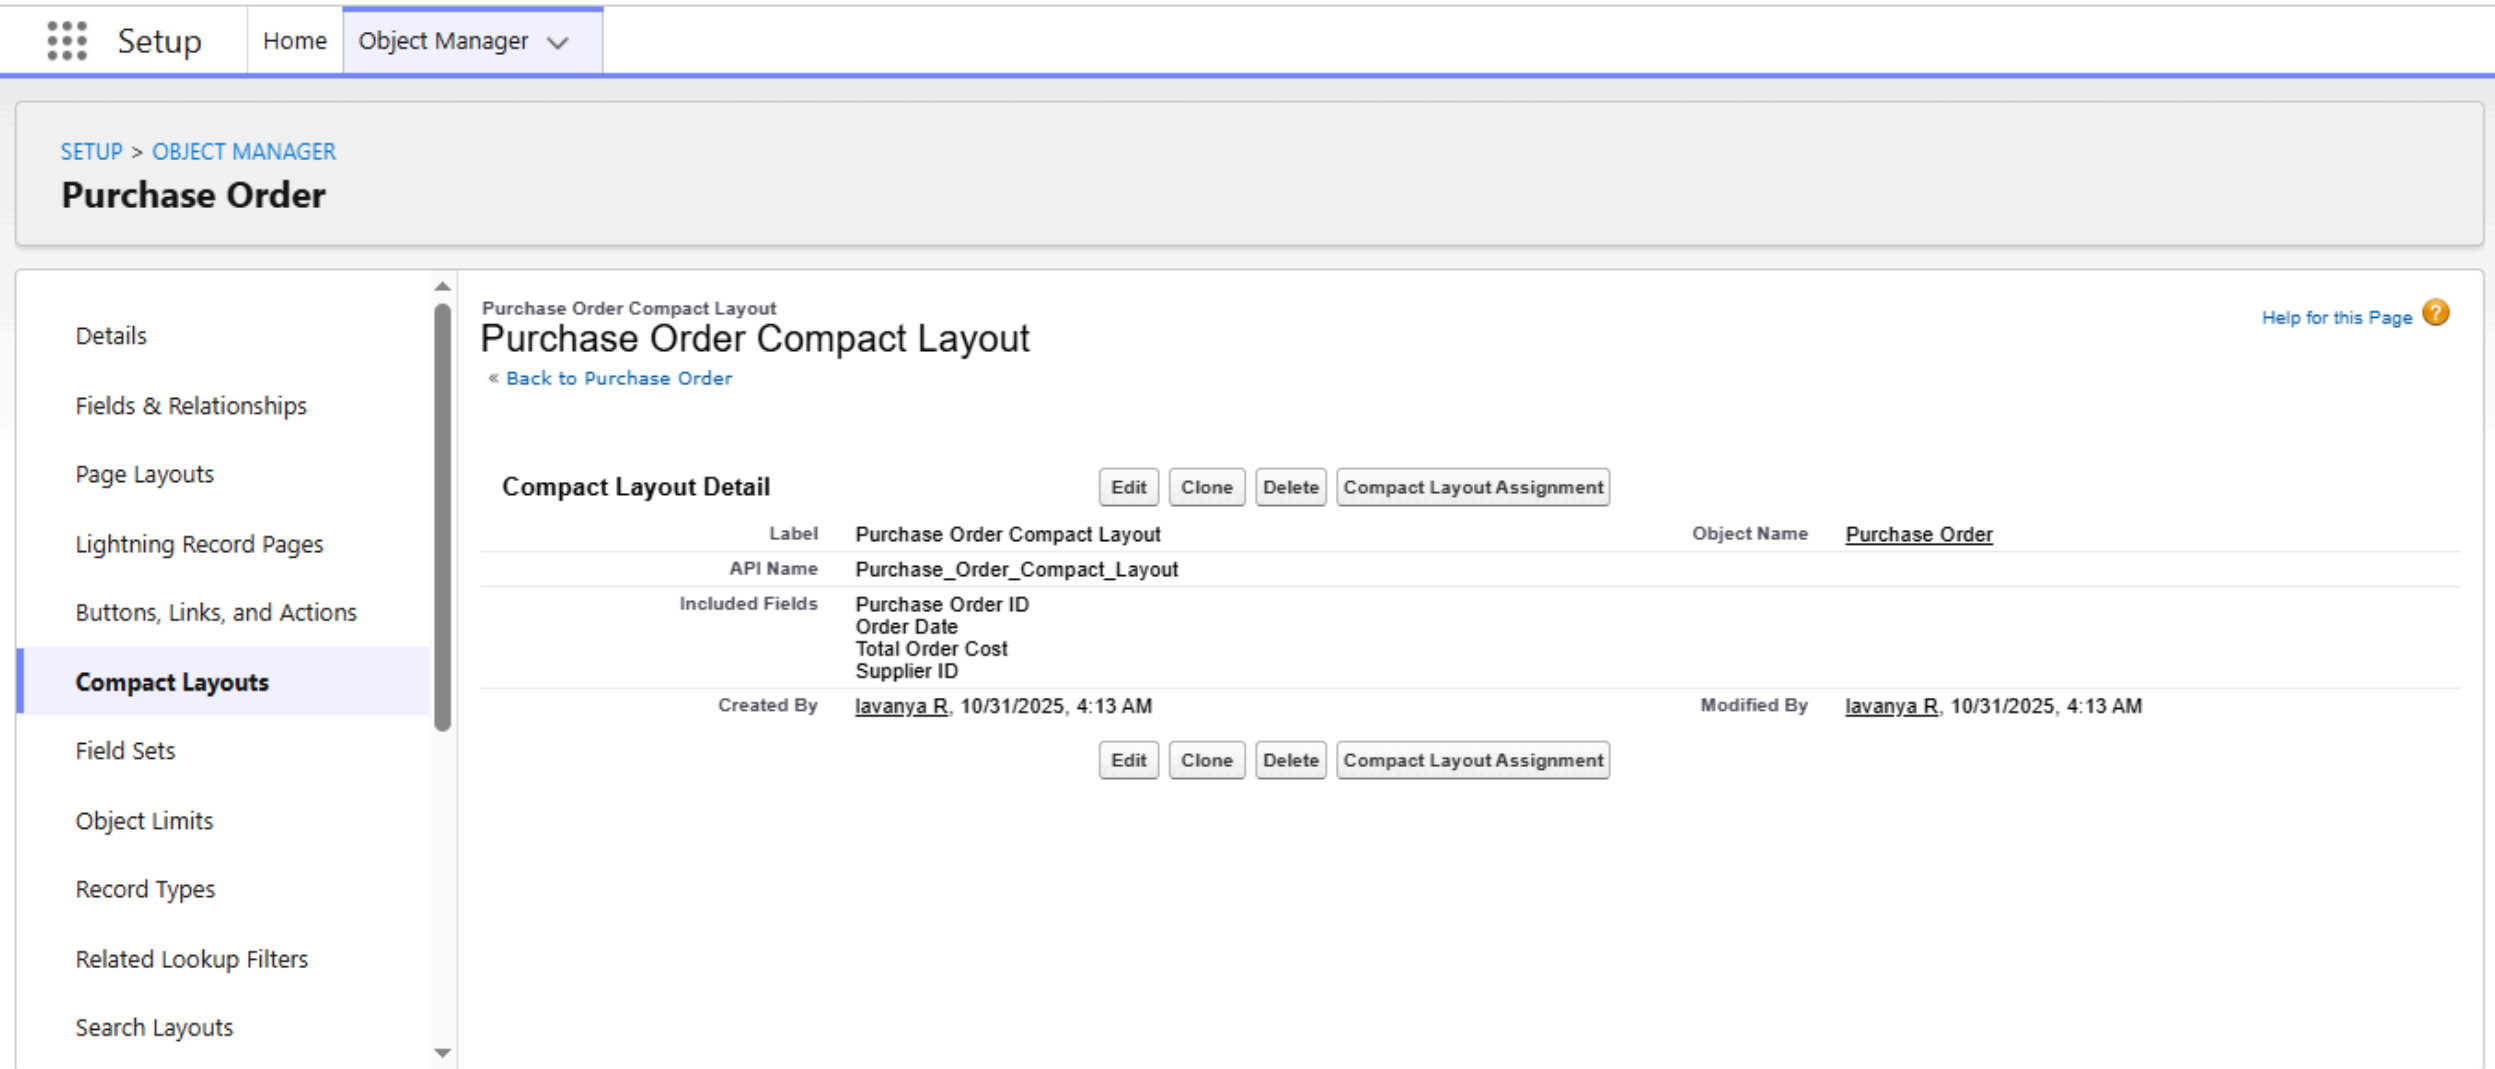 Setup
Home
Object Manager
SETUP > OBJECT MANAGER
Purchase Order
Details
Fields & Relationships
Page Layouts
Lightning Record Pages
Buttons, Links, and Actions
Compact Layouts
Field Sets
Object Limits
Record Types
Related Lookup Filters
Search Layouts
Purchase Order Compact Layout
Purchase Order Compact Layout
« Back to Purchase Order
Help for this Page ?
Compact Layout Detail
Edit Clone Delete Compact Layout Assignment
Label Purchase Order Compact Layout Object Name Purchase Order
API Name Purchase_Order_Compact_Layout
Included Fields Purchase Order ID
Order Date
Total Order Cost
Supplier ID
Created By lavanya R, 10/31/2025, 4:13 AM Modified By lavanya R, 10/31/2025, 4:13 AM
Edit Clone Delete Compact Layout Assignment